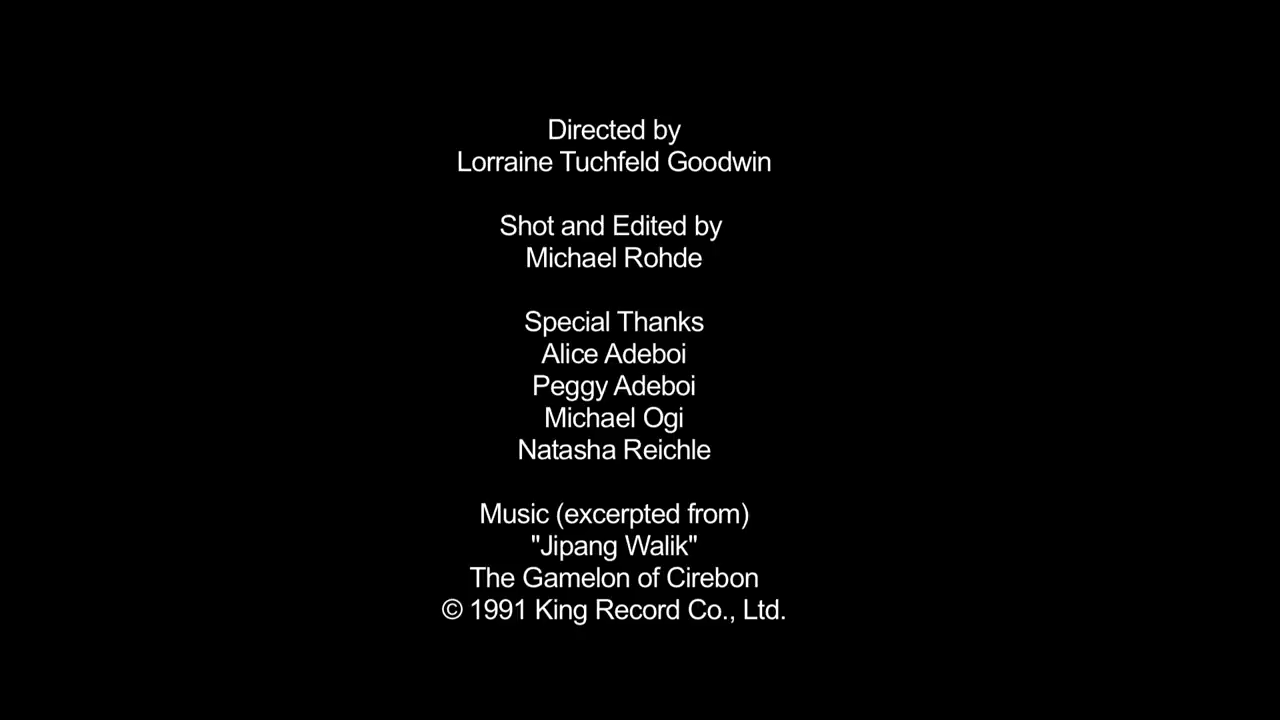 Directed by
Lorraine Tuchfeld Goodwin
Shot and Edited by
Michael Rohde
Special Thanks
Alice Adeboi
Peggy Adeboi
Michael Ogi
Natasha Reichle
Music (excerpted from)
"Jipang Walik"
The Gamelon of Cirebon
© 1991 King Record Co., Ltd.